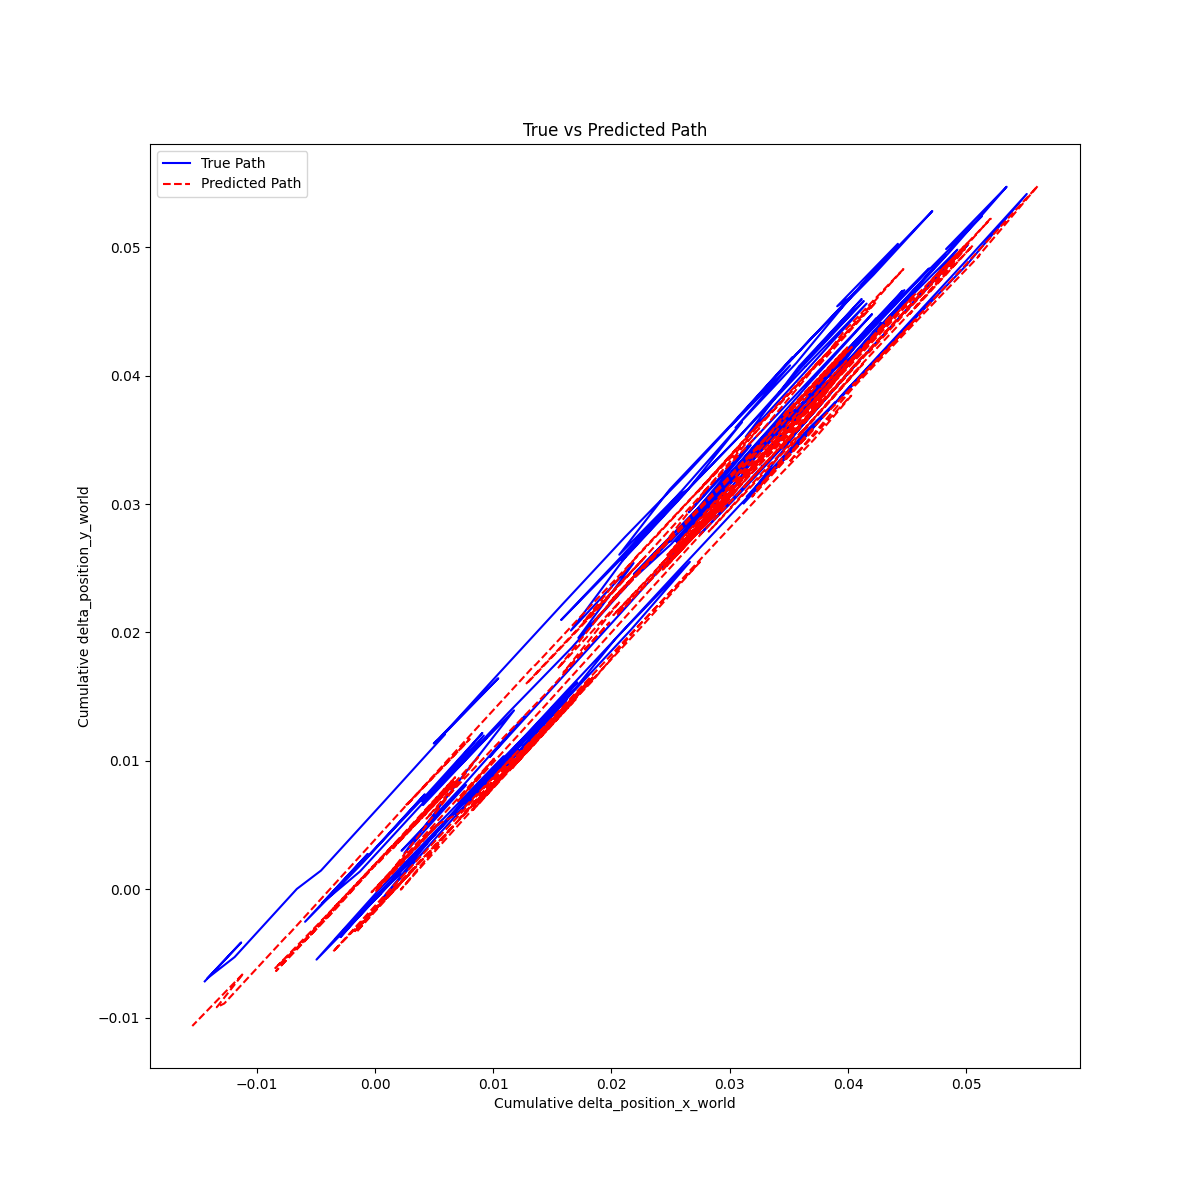 True vs Predicted Path
True Path
Predicted Path
0.05
0.04
0.03
0.02
0.01
0.00
−0.01
Cumulative delta_position_y_world
−0.01
0.00
0.01
0.02
0.03
0.04
0.05
Cumulative delta_position_x_world